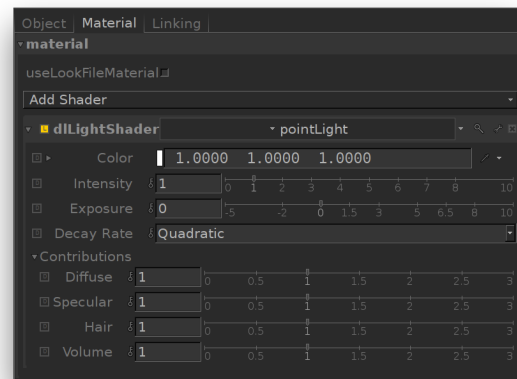 Object Material Linking
material
useLookFileMaterial
Add Shader
L dlLightShader pointLight
Color 1.0000 1.0000 1.0000
Intensity 1 0 1 2 3 4 5 6 7 8 10
Exposure 0 -5 -2 0 1.5 3 5 6.5 8 10
Decay Rate Quadratic
Contributions
Diffuse 1 0 0.5 1 1.5 2 2.5 3
Specular 1 0 0.5 1 1.5 2 2.5 3
Hair 1 0 0.5 1 1.5 2 2.5 3
Volume 1 0 0.5 1 1.5 2 2.5 3